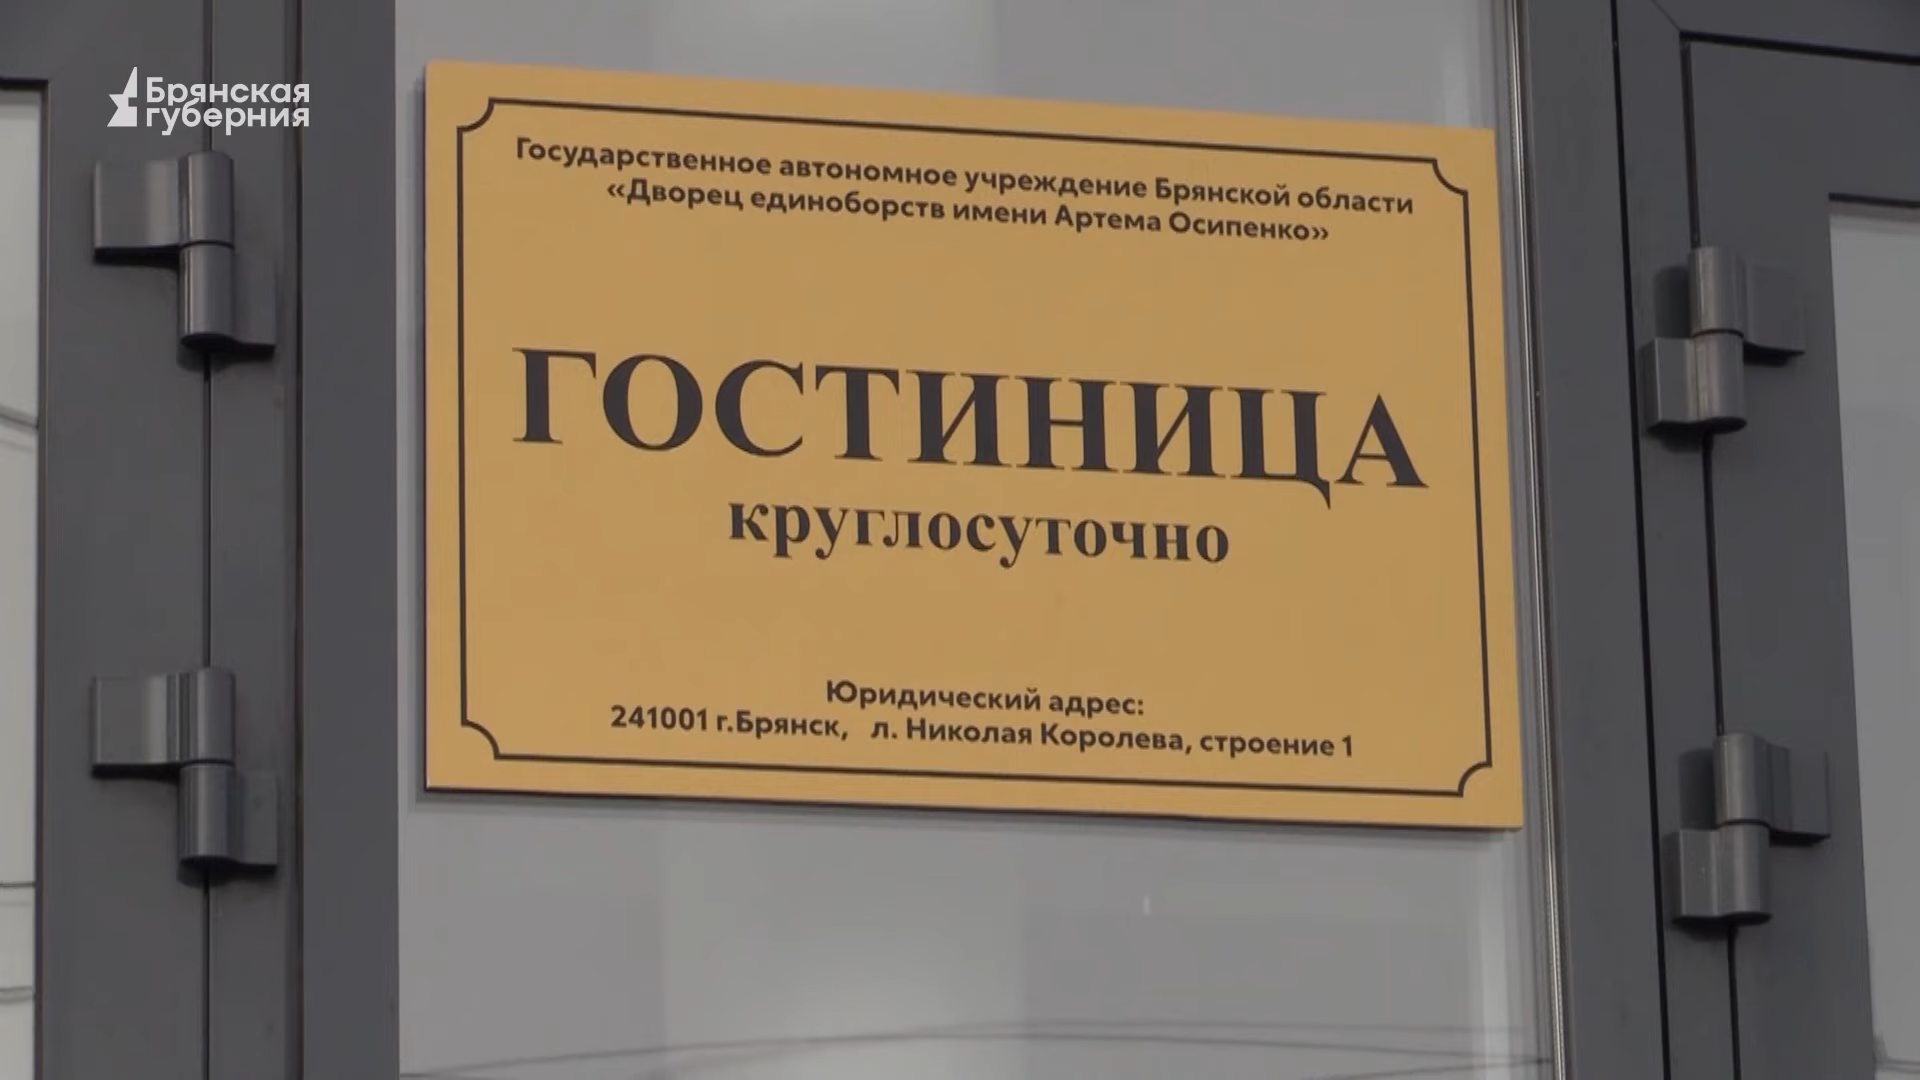 Брянская
губерния
Государственное автономное учреждение Брянской области
«Дворец единоборств имени Артема Осипенко»
ГОСТИНИЦА
круглосуточно
Юридический адрес:
241001 г.Брянск, л. Николая Королева, строение 1